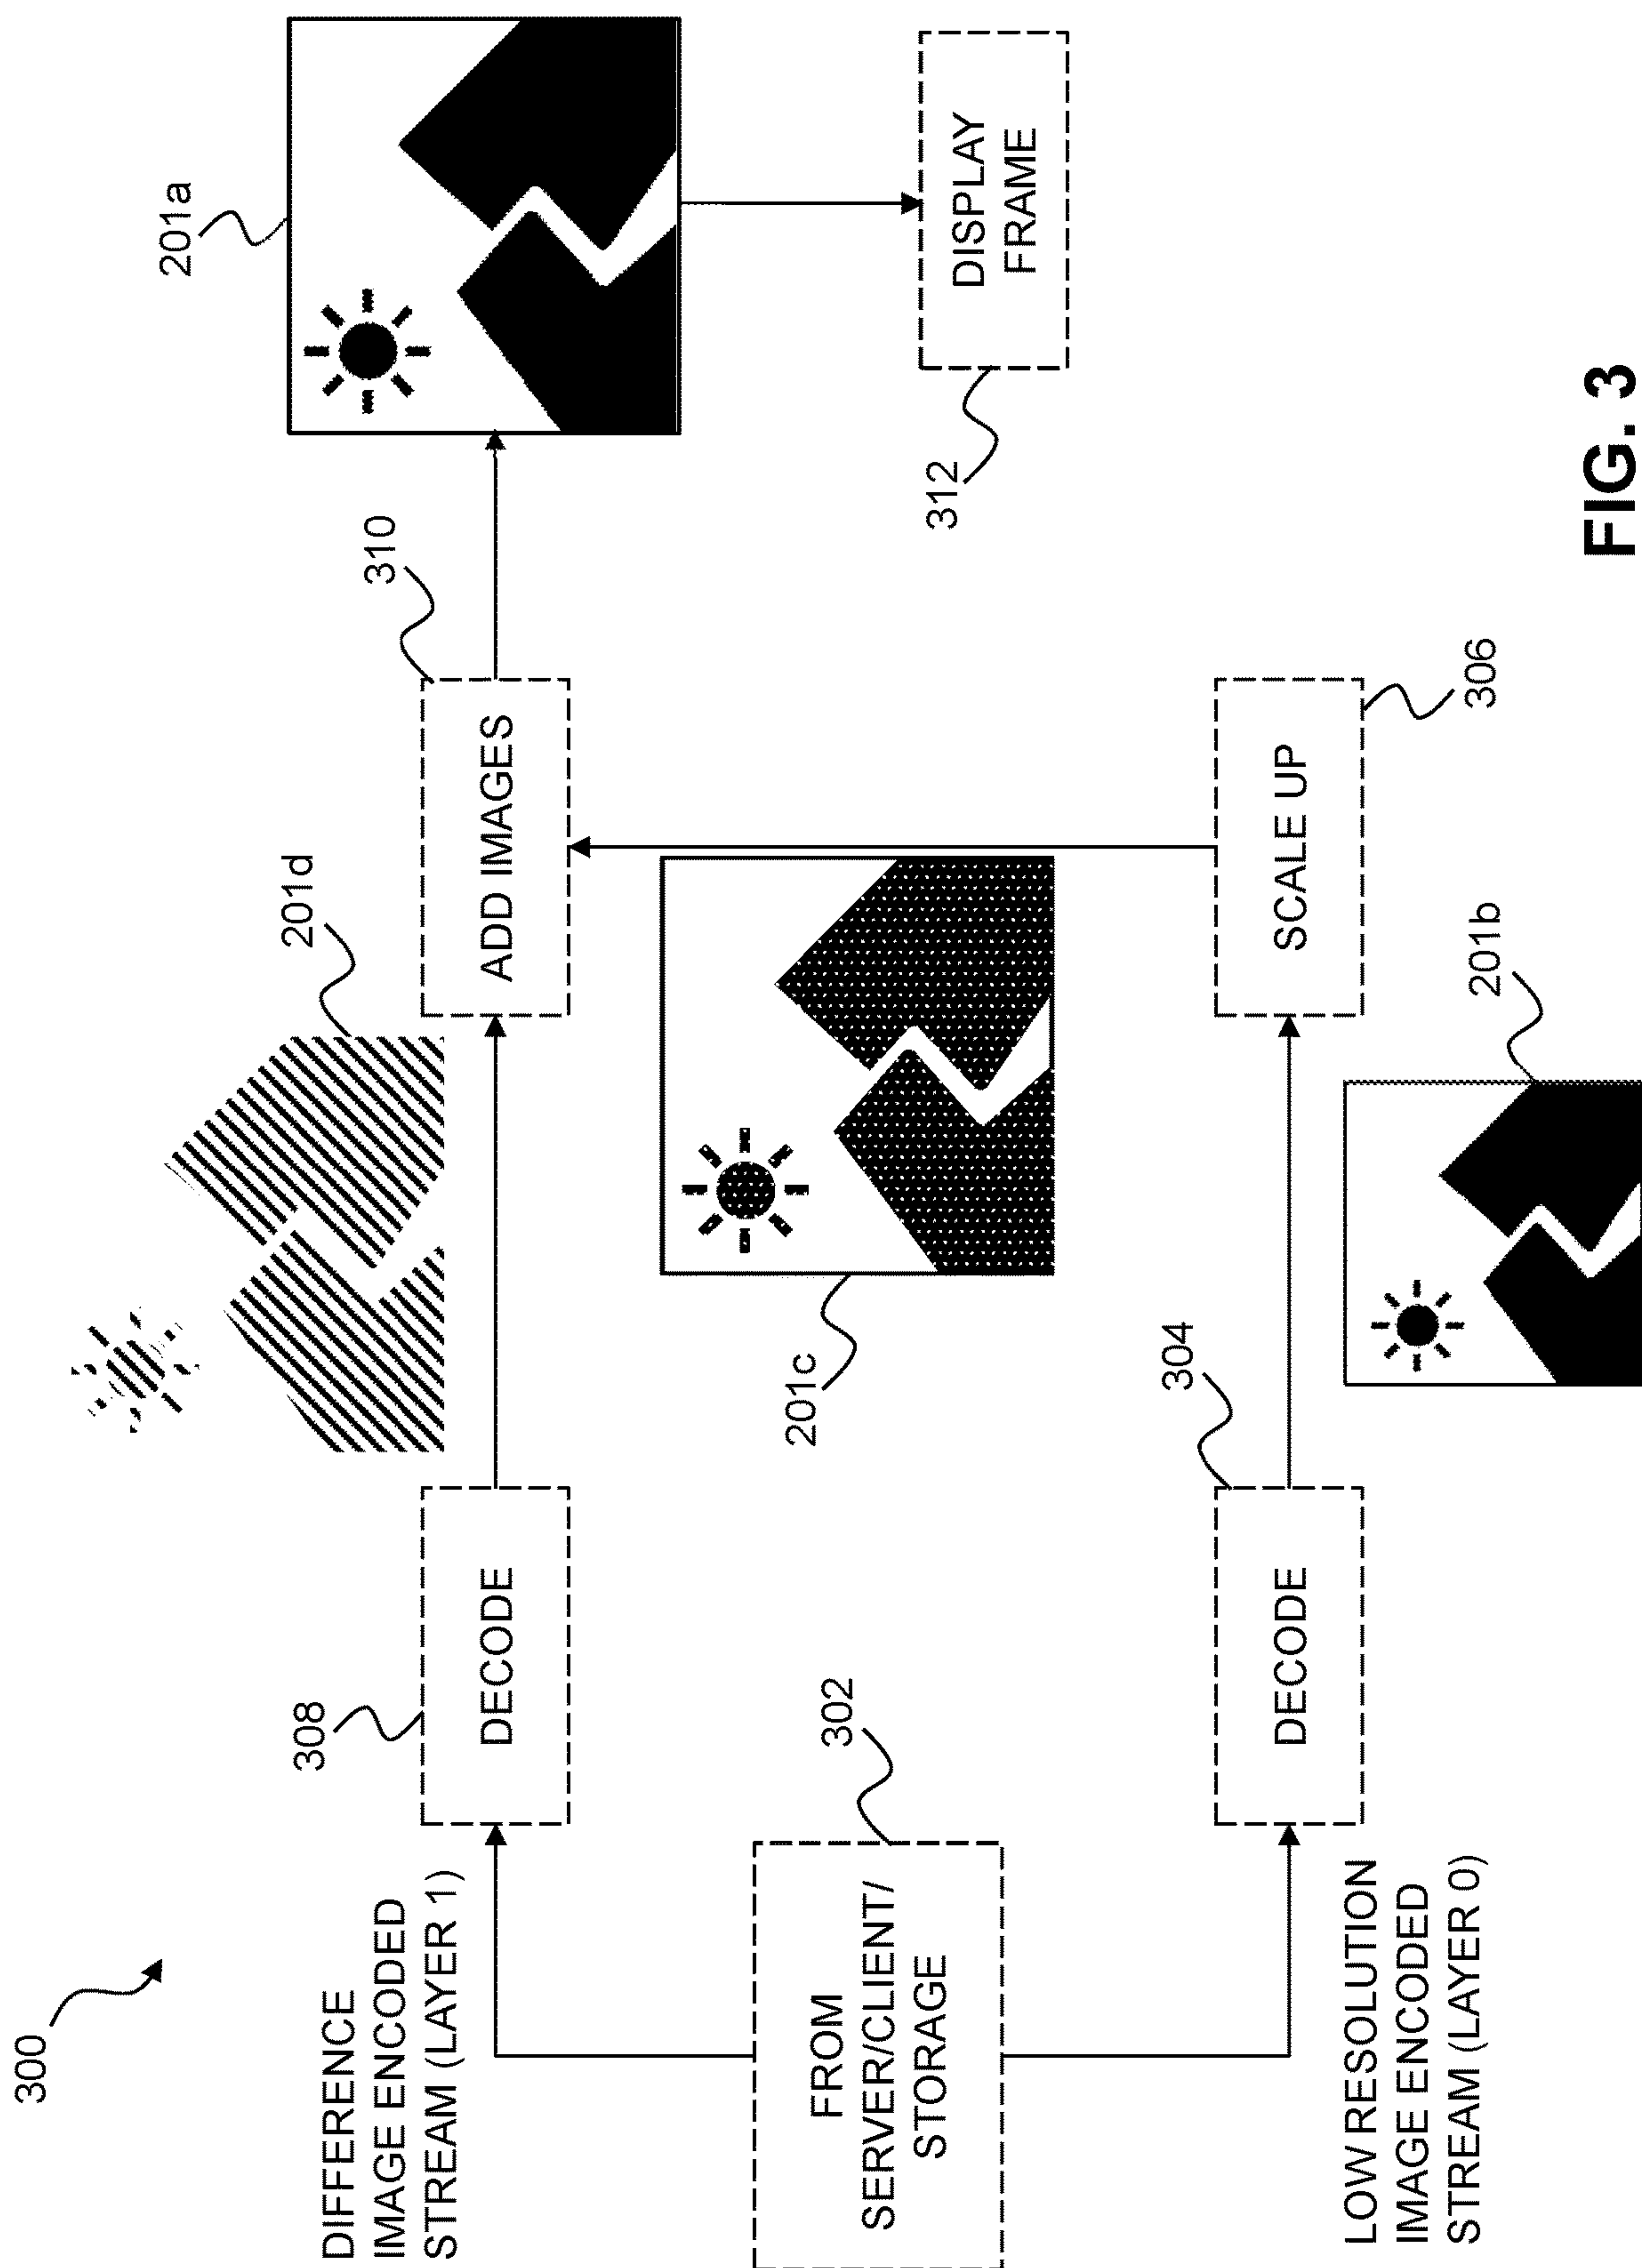 300
DIFFERENCE
IMAGE ENCODED
STREAM (LAYER 1)
308
DECODE
201d
310
ADD IMAGES
201a
302
FROM
SERVER/CLIENT/
STORAGE
201c
312
DISPLAY
FRAME
LOW RESOLUTION
IMAGE ENCODED
STREAM (LAYER 0)
304
DECODE
201b
306
SCALE UP
FIG. 3